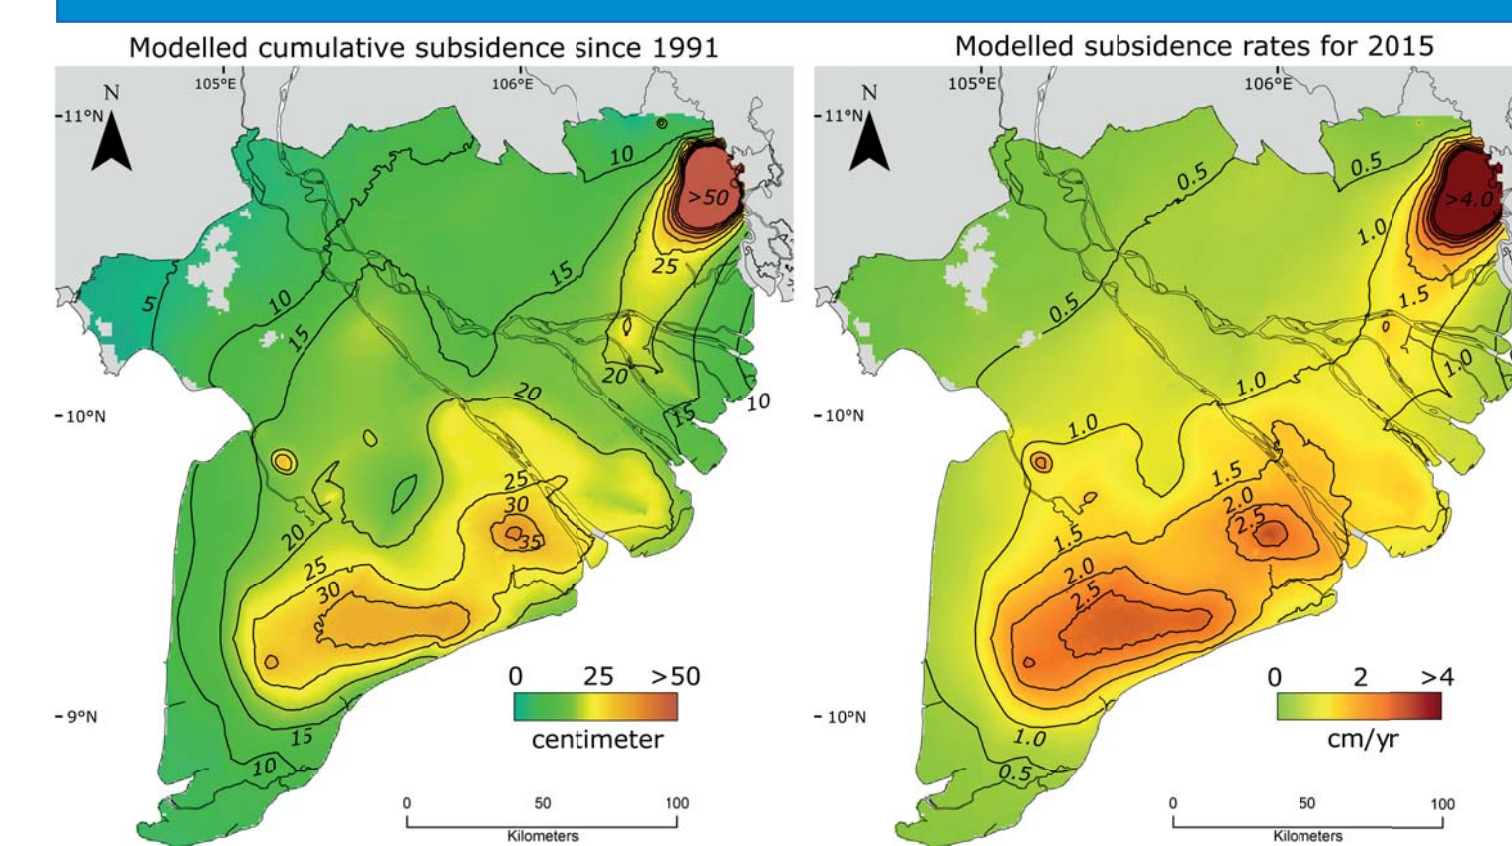 Modelled cumulative subsidence since 1991
105°E
106°E
N
11°N
10
>50
25
15
5
10
15
20
20
10
15
10°N
25
30
35
20
25
30
0 25 >50
centimeter
9°N
15
10
0 50 100
Kilometers
Modelled subsidence rates for 2015
105°E
106°E
N
11°N
0.5
0.5
>4.0
1.0
1.5
0.5
1.0
1.0
10°N
1.0
1.5
2.0
2.5
1.5
2.0
2.5
0 2 >4
cm/yr
10°N
1.0
0.5
0 50 100
Kilometers